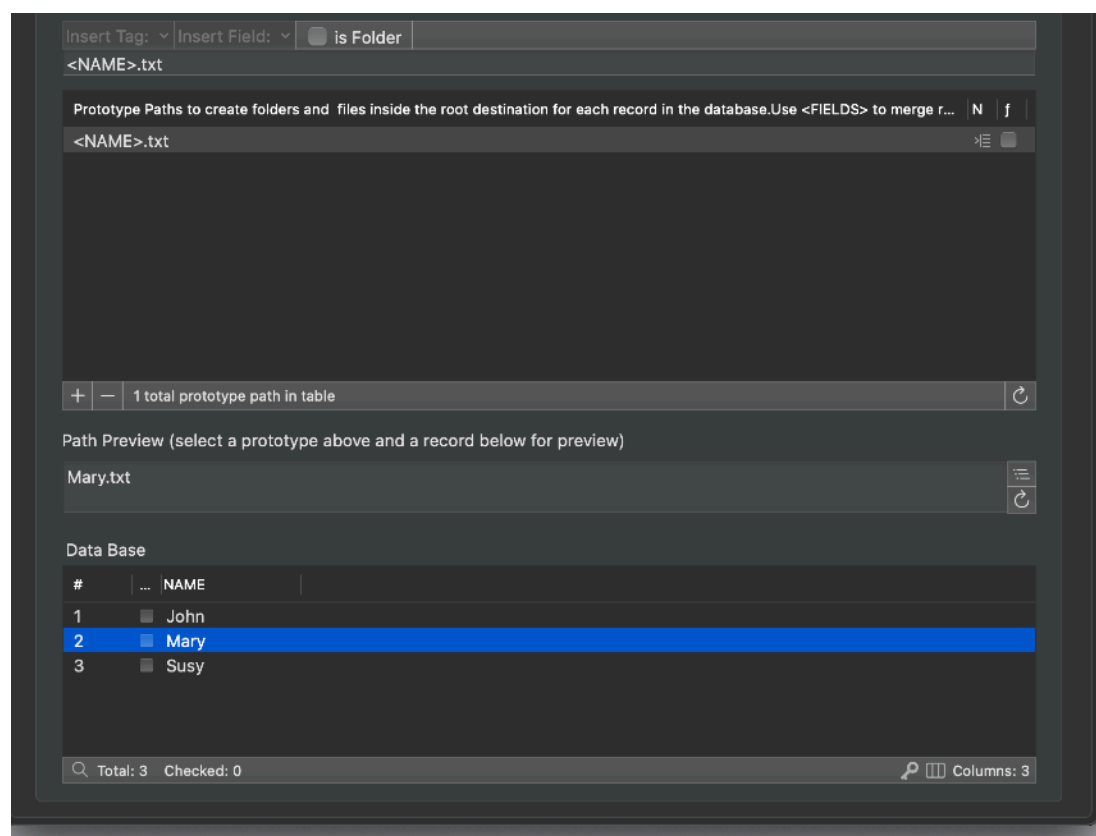 Insert Tag: Insert Field: is Folder
<NAME>.txt
Prototype Paths to create folders and files inside the root destination for each record in the database.Use <FIELDS> to merge r... N ƒ
<NAME>.txt
+ − 1 total prototype path in table
Path Preview (select a prototype above and a record below for preview)
Mary.txt
Data Base
# ... NAME
1 John
2 Mary
3 Susy
Total: 3 Checked: 0 Columns: 3